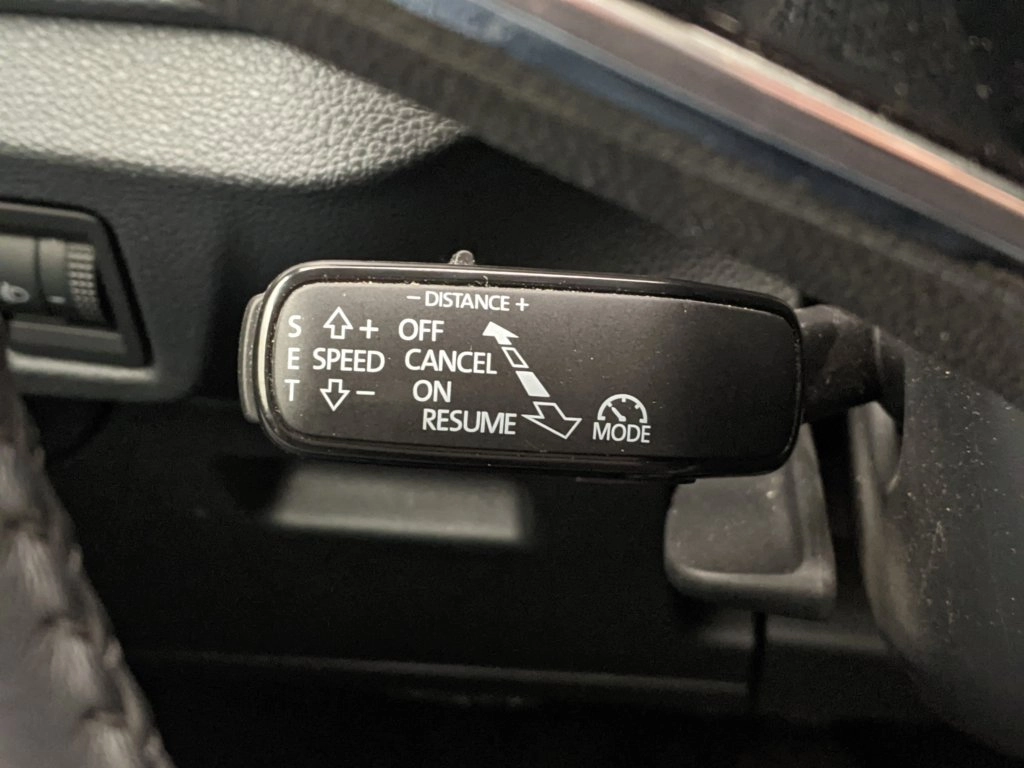 – DISTANCE +
S + OFF
E SPEED CANCEL
T – ON
RESUME
MODE